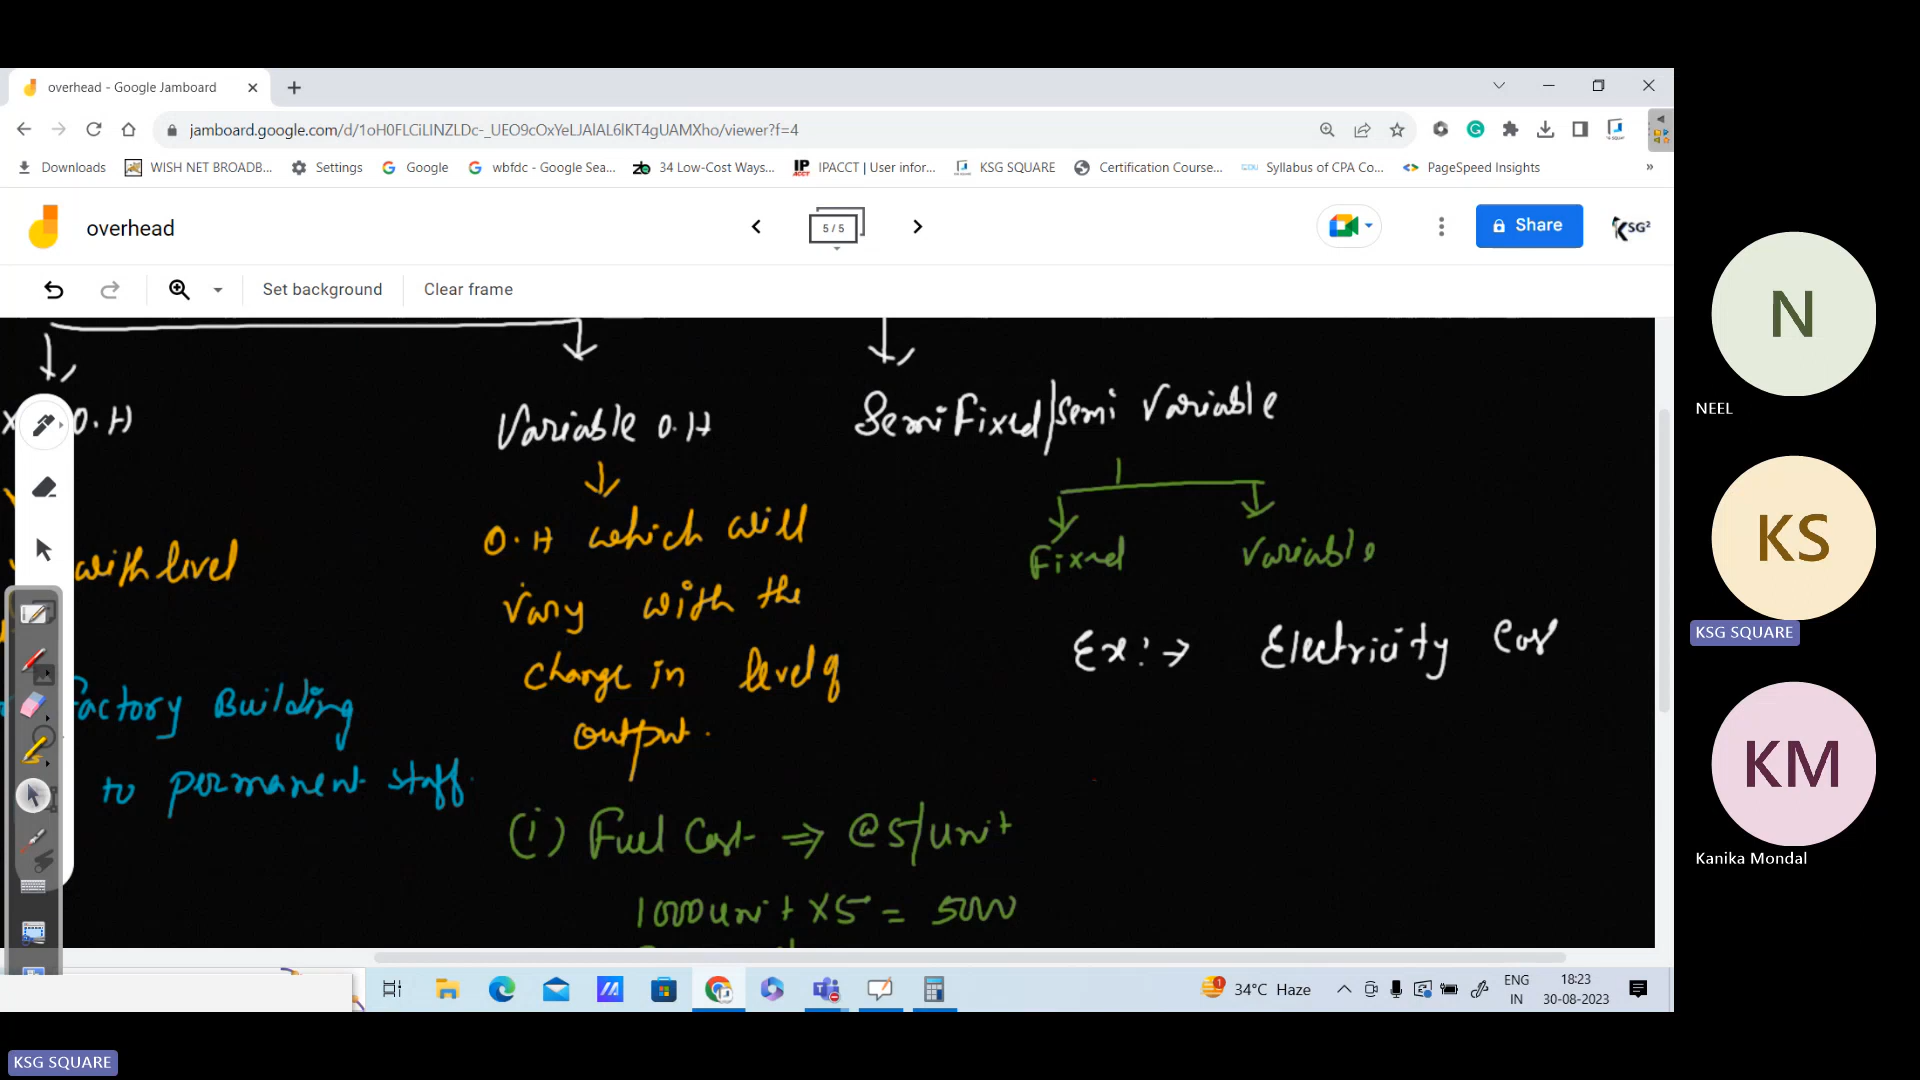 overhead - Google Jamboard
jamboard.google.com/d/1oH0FLCiLINZLDc-_UEO9cOxYeLJAlAL6lKT4gUAMXho/viewer?f=4
Downloads WISH NET BROADB... Settings Google wbfdc - Google Sea... 34 Low-Cost Ways... IPACCT | User infor... KSG SQUARE Certification Course... Syllabus of CPA Co... PageSpeed Insights »
overhead
5 / 5
Share
KSG²
Set background Clear frame
O.H
Variable O.H
Semi Fixed/Semi Variable
O.H which will
vary with the
change in level of
output.
Fixed Variable
Ex:→ Electricity Cos
with level
Factory Building
to permanent staff.
(i) Fuel Cost ⇒ @ 5/unit
1000 unit X 5 = 5000
34°C Haze
ENG
IN
18:23
30-08-2023
N
NEEL
KS
KSG SQUARE
KM
Kanika Mondal
KSG SQUARE